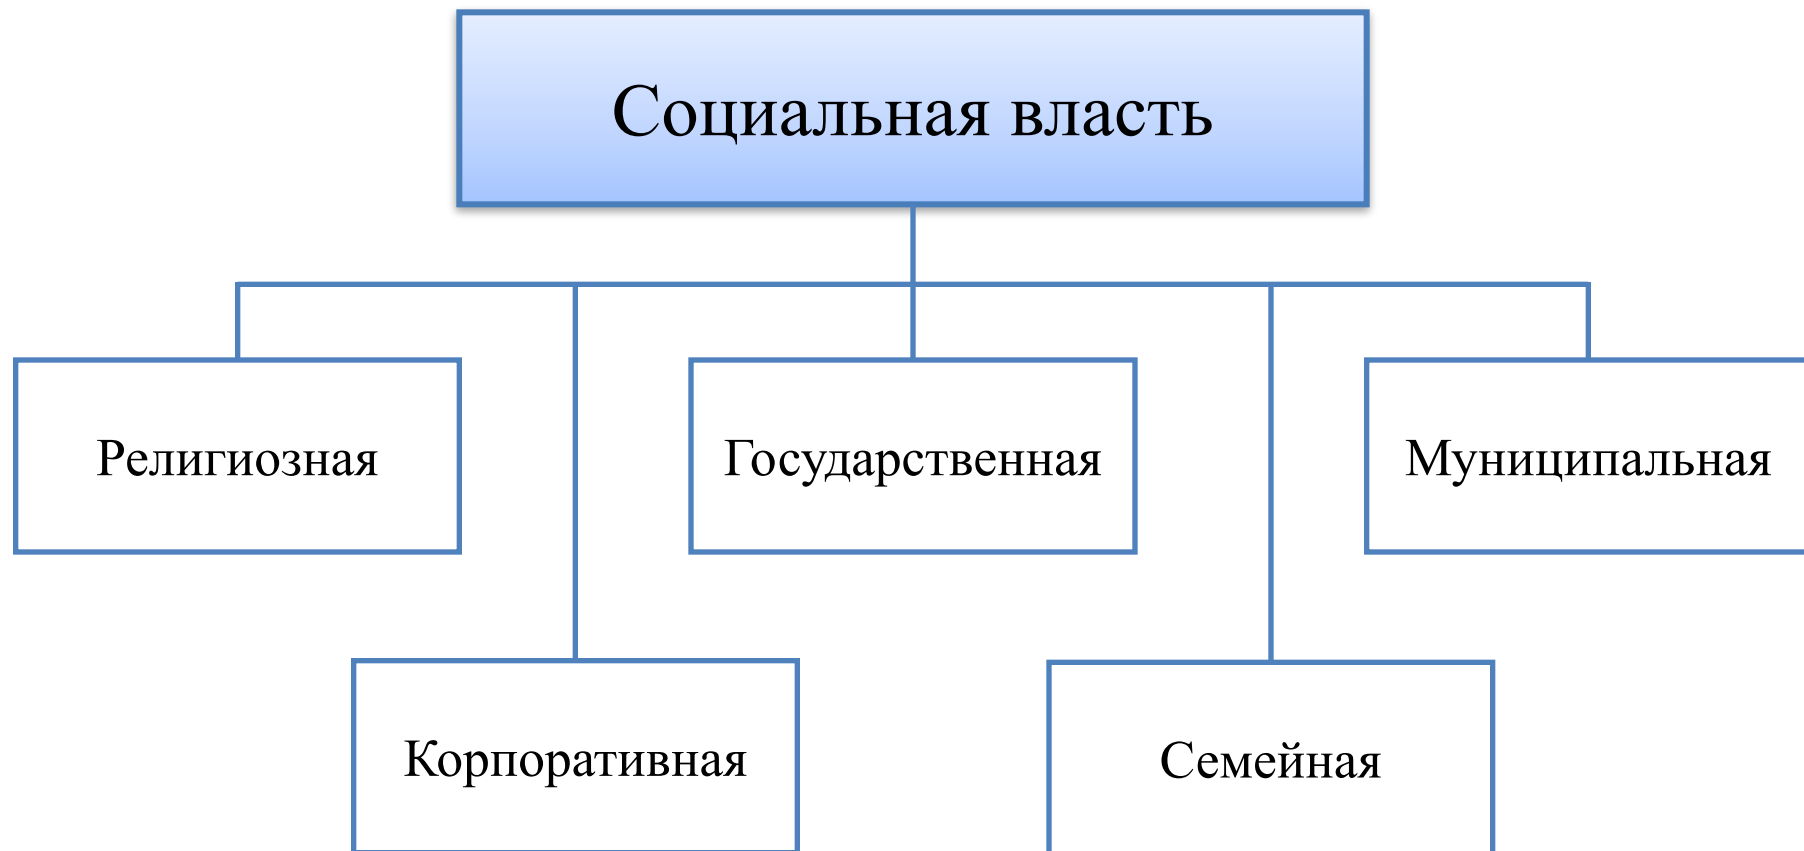 Социальная власть
Религиозная
Государственная
Муниципальная
Корпоративная
Семейная